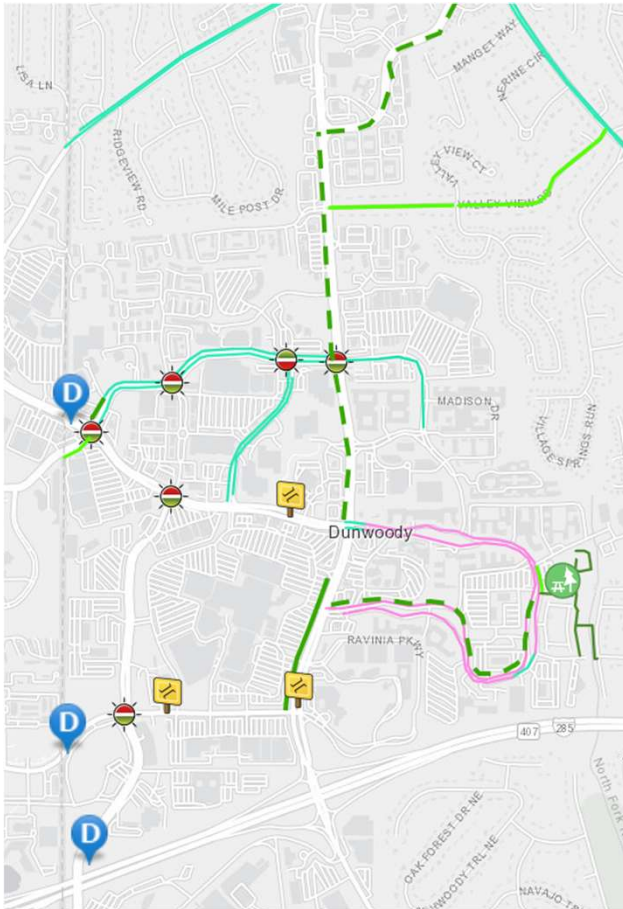 MANGET WAY
NERINE CIR
LISA LN
RIDGEVIEW RD
VALLEY VIEW CT
MILE POST DR
VALLEY VIEW RD
D
MADISON DR
VILLAGE SPRINGS RUN
Dunwoody
RAVINIA PKWY
D
407
285
D
North Fork
OAK FOREST DR NE
DUNWOODY TRL NE
NAVAJO